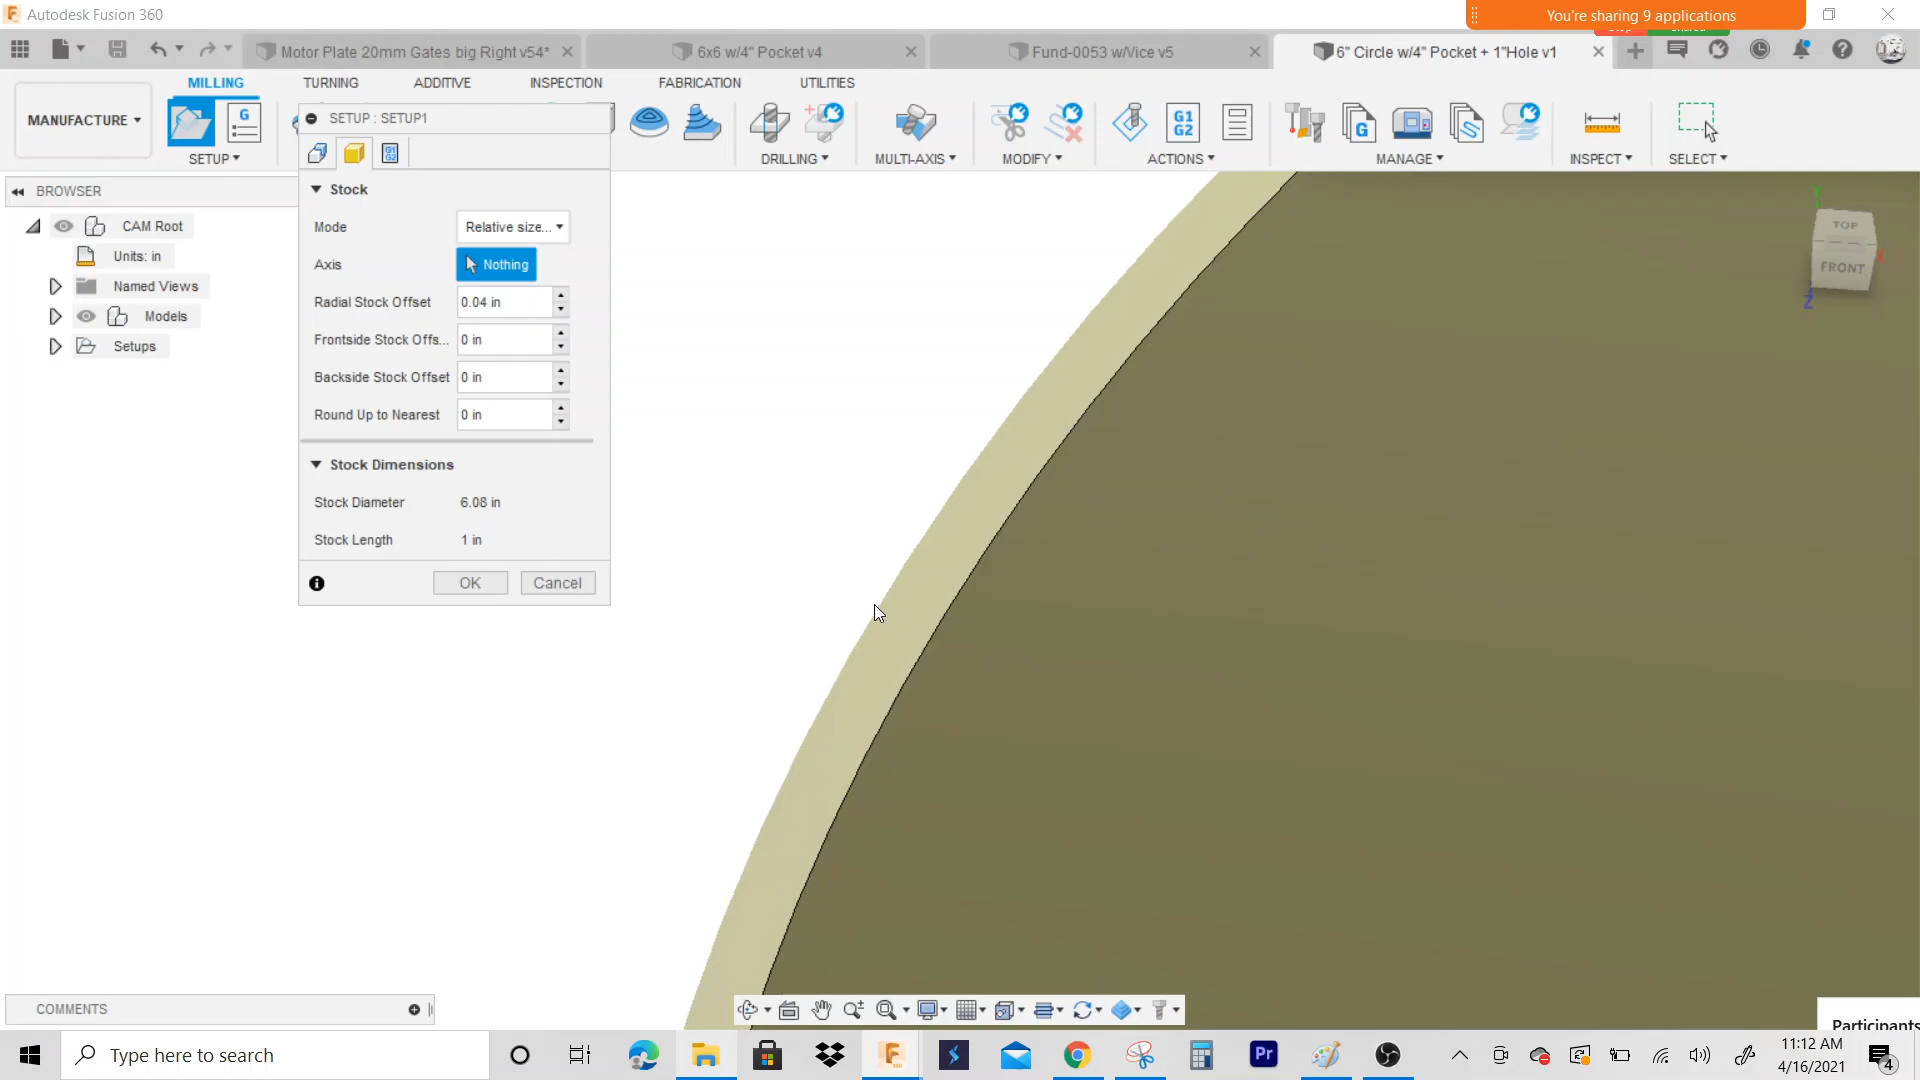 Autodesk Fusion 360
You're sharing 9 applications
Motor Plate 20mm Gates big Right v54*
6x6 w/4" Pocket v4
Fund-0053 w/Vice v5
6" Circle w/4" Pocket + 1"Hole v1
MILLING TURNING ADDITIVE INSPECTION FABRICATION UTILITIES
MANUFACTURE
SETUP
DRILLING MULTI-AXIS MODIFY ACTIONS MANAGE INSPECT SELECT
G
G1
G2
G
SETUP : SETUP1
BROWSER
CAM Root
Units: in
Named Views
Models
Setups
Stock
Mode Relative size...
Axis Nothing
Radial Stock Offset 0.04 in
Frontside Stock Offs... 0 in
Backside Stock Offset 0 in
Round Up to Nearest 0 in
Stock Dimensions
Stock Diameter 6.08 in
Stock Length 1 in
OK Cancel
Y
TOP
FRONT
X
Z
COMMENTS
Participants
Type here to search
Pr
11:12 AM
4/16/2021
4